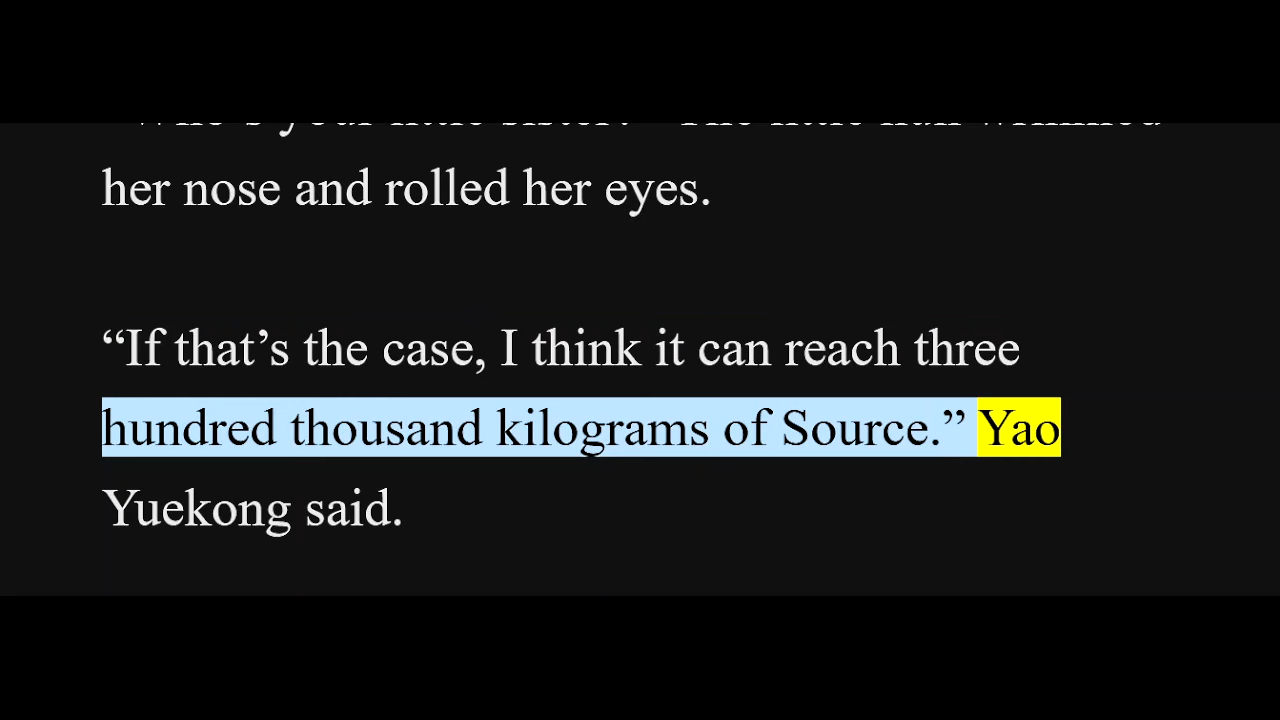 her nose and rolled her eyes.
“If that’s the case, I think it can reach three
hundred thousand kilograms of Source.” Yao
Yuekong said.